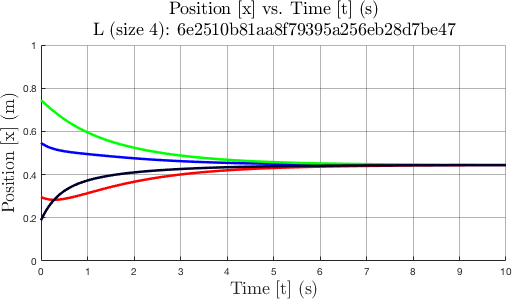 Position [x] vs. Time [t] (s)
L (size 4): 6e2510b81aa8f79395a256eb28d7be47
Position [x] (m)
1
0.8
0.6
0.4
0.2
0
0 1 2 3 4 5 6 7 8 9 10
Time [t] (s)